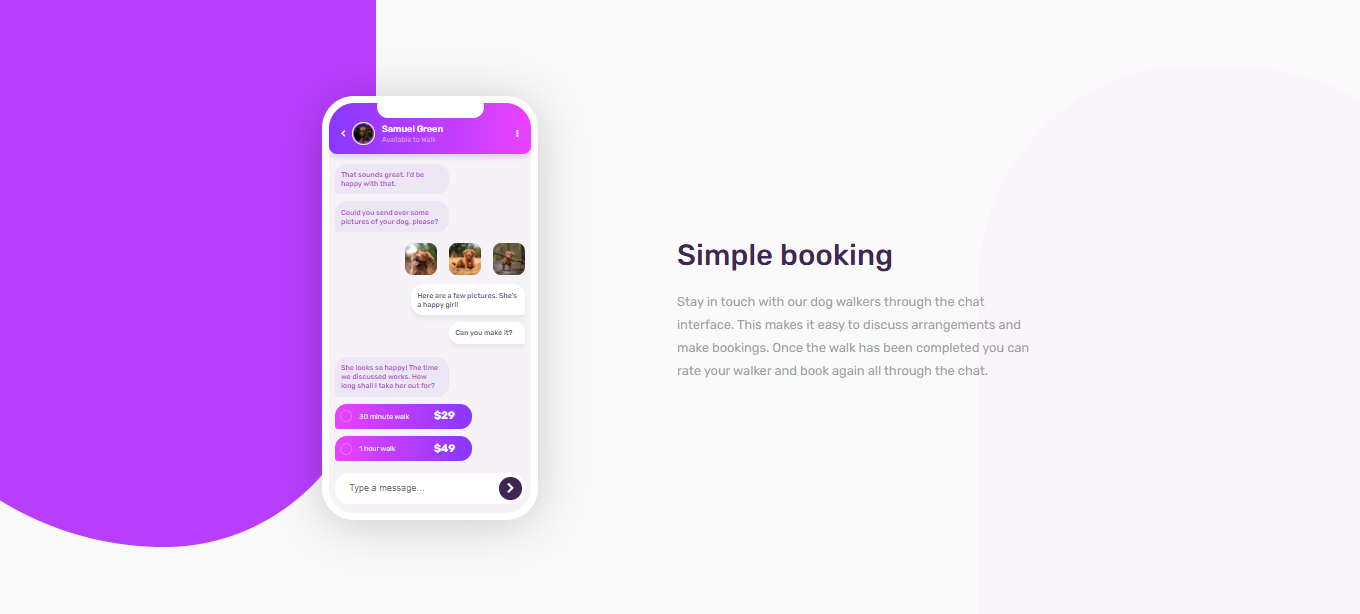 Samuel Green
Available to Walk
That sounds great. I'd be
happy with that.
Could you send over some
pictures of your dog, please?
Here are a few pictures. She's
a happy girl!
Can you make it?
She looks so happy! The time
we discussed works. How
long shall I take her out for?
30 minute walk $29
1 hour walk $49
Type a message…
Simple booking
Stay in touch with our dog walkers through the chat
interface. This makes it easy to discuss arrangements and
make bookings. Once the walk has been completed you can
rate your walker and book again all through the chat.